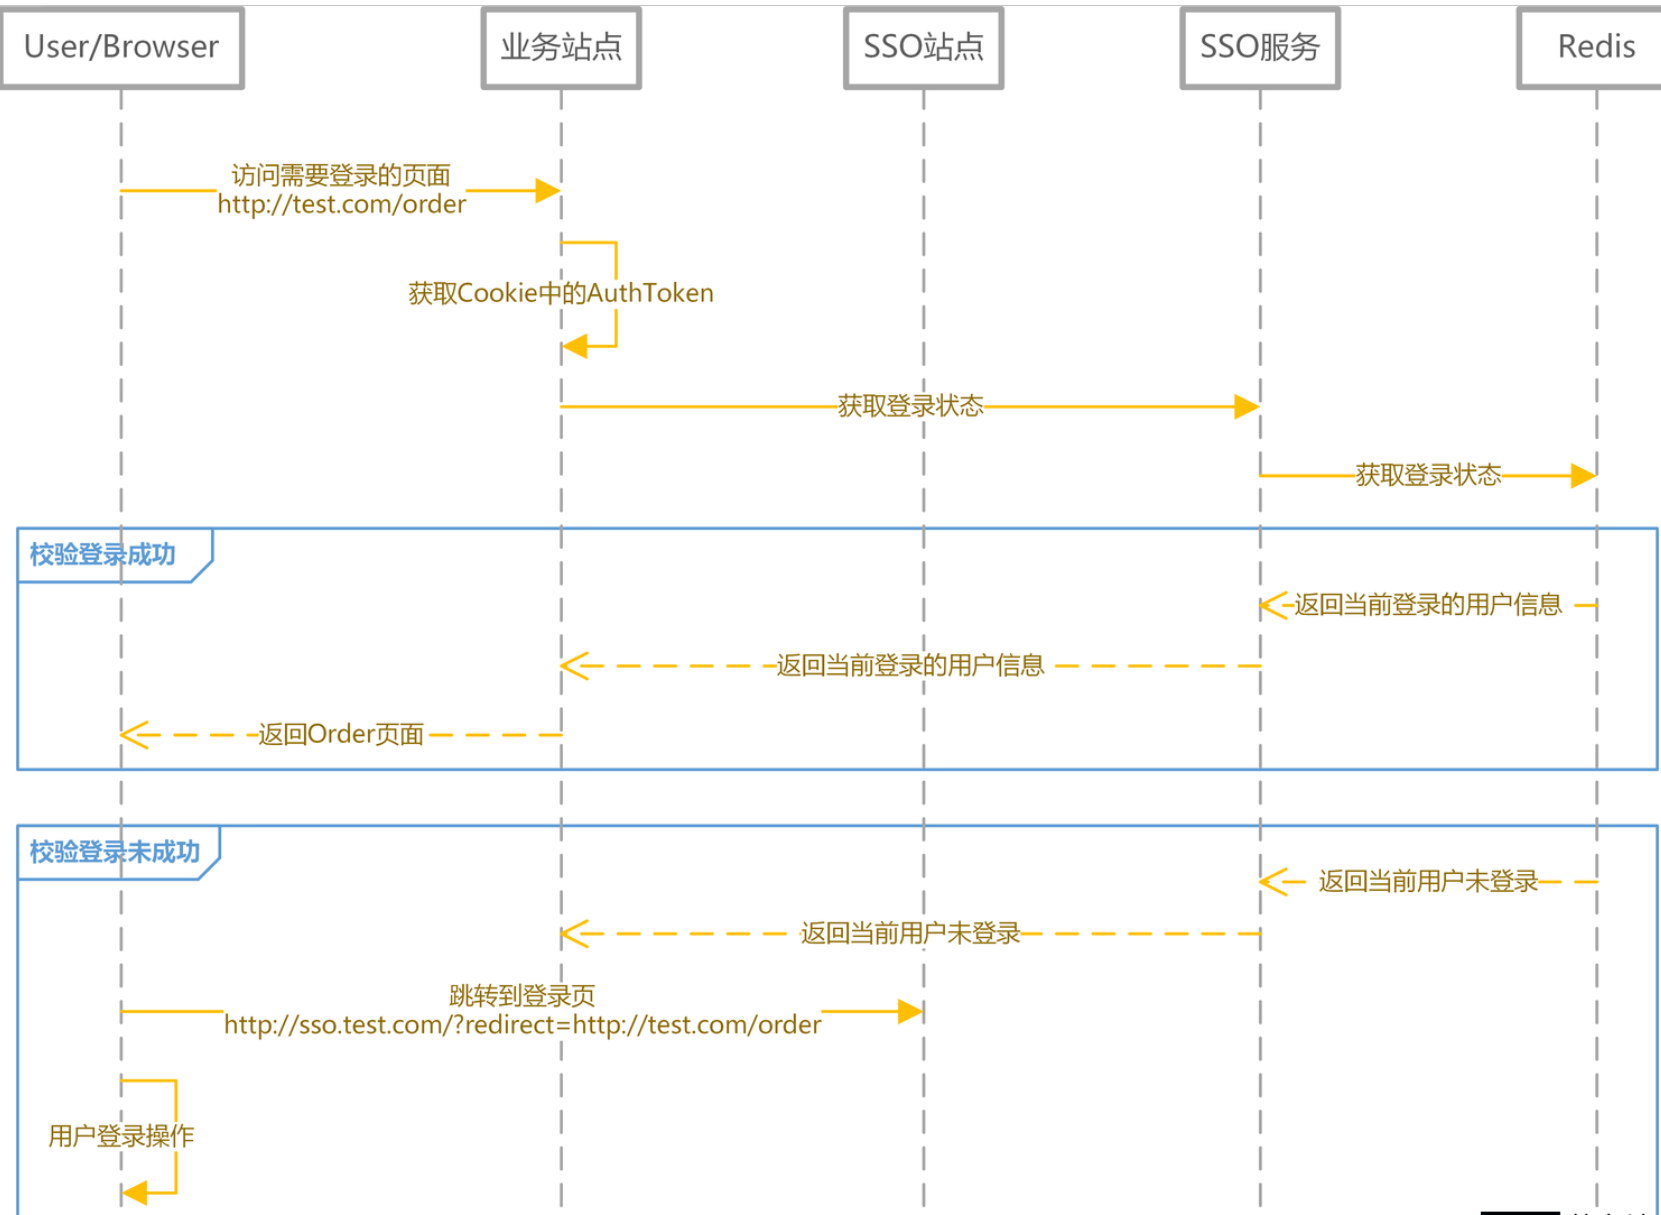 User/Browser
业务站点
SSO站点
SSO服务
Redis
访问需要登录的页面
http://test.com/order
获取Cookie中的AuthToken
获取登录状态
获取登录状态
校验登录成功
返回当前登录的用户信息
返回当前登录的用户信息
返回Order页面
校验登录未成功
返回当前用户未登录
返回当前用户未登录
跳转到登录页
http://sso.test.com/?redirect=http://test.com/order
用户登录操作